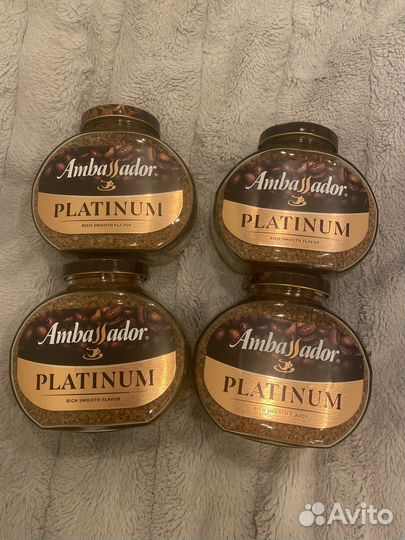 Ambassador®
PLATINUM
RICH SMOOTH FLAVOR
Ambassador®
PLATINUM
RICH SMOOTH FLAVOR
Ambassador®
PLATINUM
RICH SMOOTH FLAVOR
Ambassador®
PLATINUM
RICH SMOOTH FLAVOR
Avito